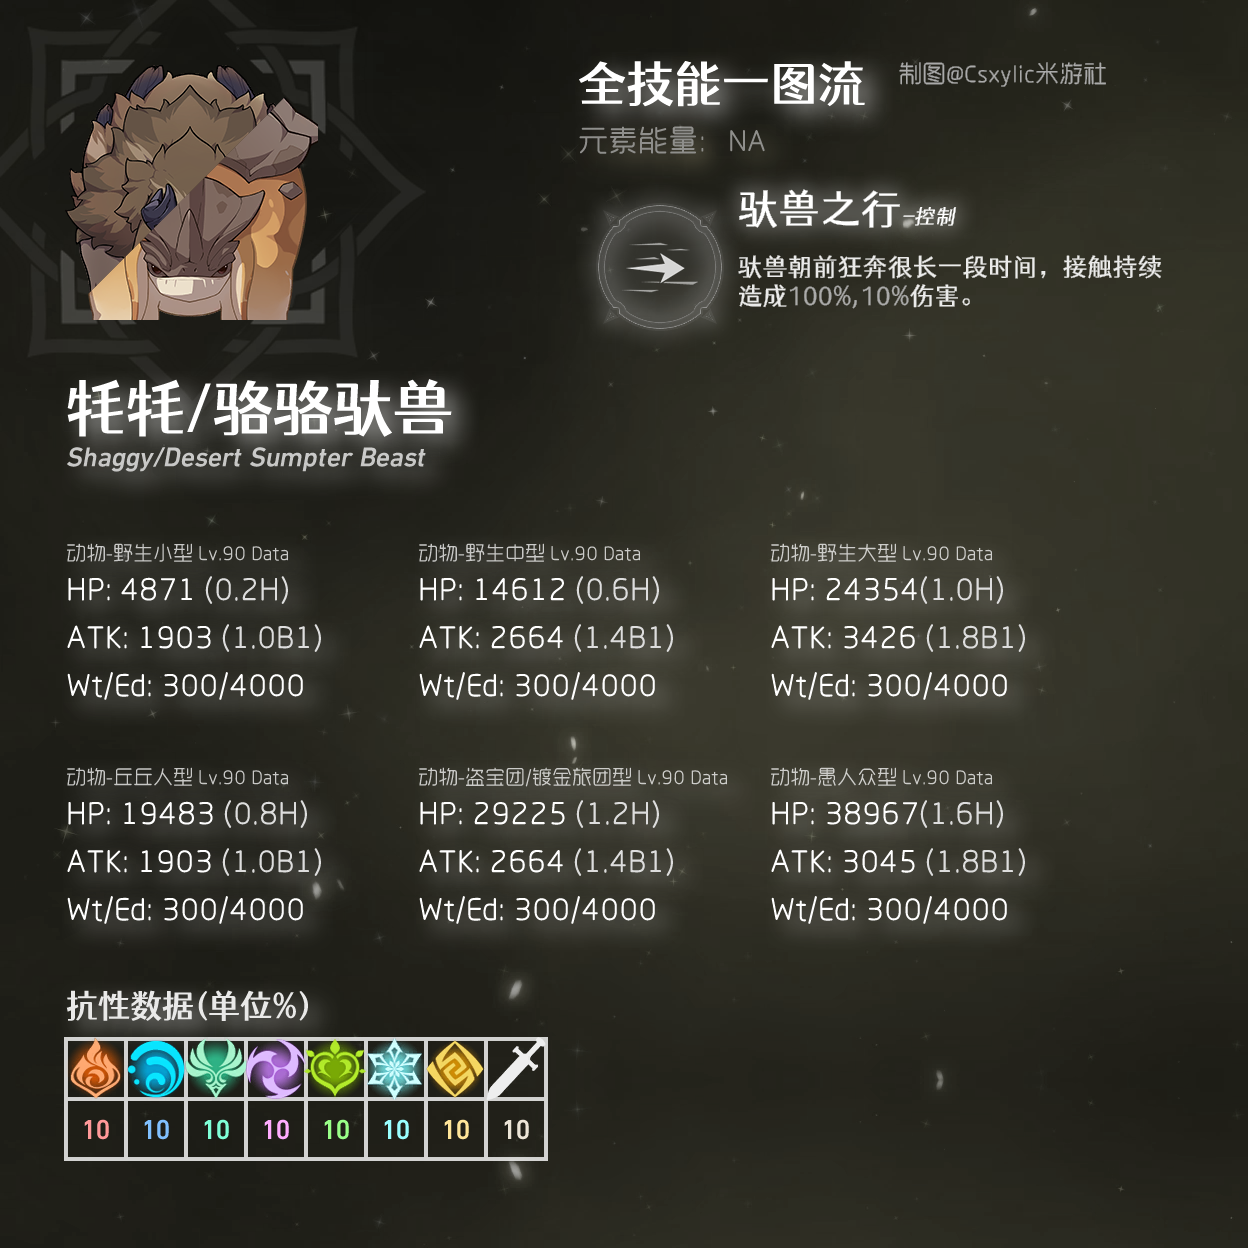 全技能一图流
制图@Csxylic米游社
元素能量： NA
驮兽之行-控制
驮兽朝前狂奔很长一段时间，接触持续
造成100%,10%伤害。
牦牦/骆骆驮兽
Shaggy/Desert Sumpter Beast
动物-野生小型 Lv.90 Data
HP: 4871 (0.2H)
ATK: 1903 (1.0B1)
Wt/Ed: 300/4000
动物-野生中型 Lv.90 Data
HP: 14612 (0.6H)
ATK: 2664 (1.4B1)
Wt/Ed: 300/4000
动物-野生大型 Lv.90 Data
HP: 24354(1.0H)
ATK: 3426 (1.8B1)
Wt/Ed: 300/4000
动物-丘丘人型 Lv.90 Data
HP: 19483 (0.8H)
ATK: 1903 (1.0B1)
Wt/Ed: 300/4000
动物-盗宝团/镀金旅团型 Lv.90 Data
HP: 29225 (1.2H)
ATK: 2664 (1.4B1)
Wt/Ed: 300/4000
动物-愚人众型 Lv.90 Data
HP: 38967(1.6H)
ATK: 3045 (1.8B1)
Wt/Ed: 300/4000
抗性数据(单位%)
10 10 10 10 10 10 10 10